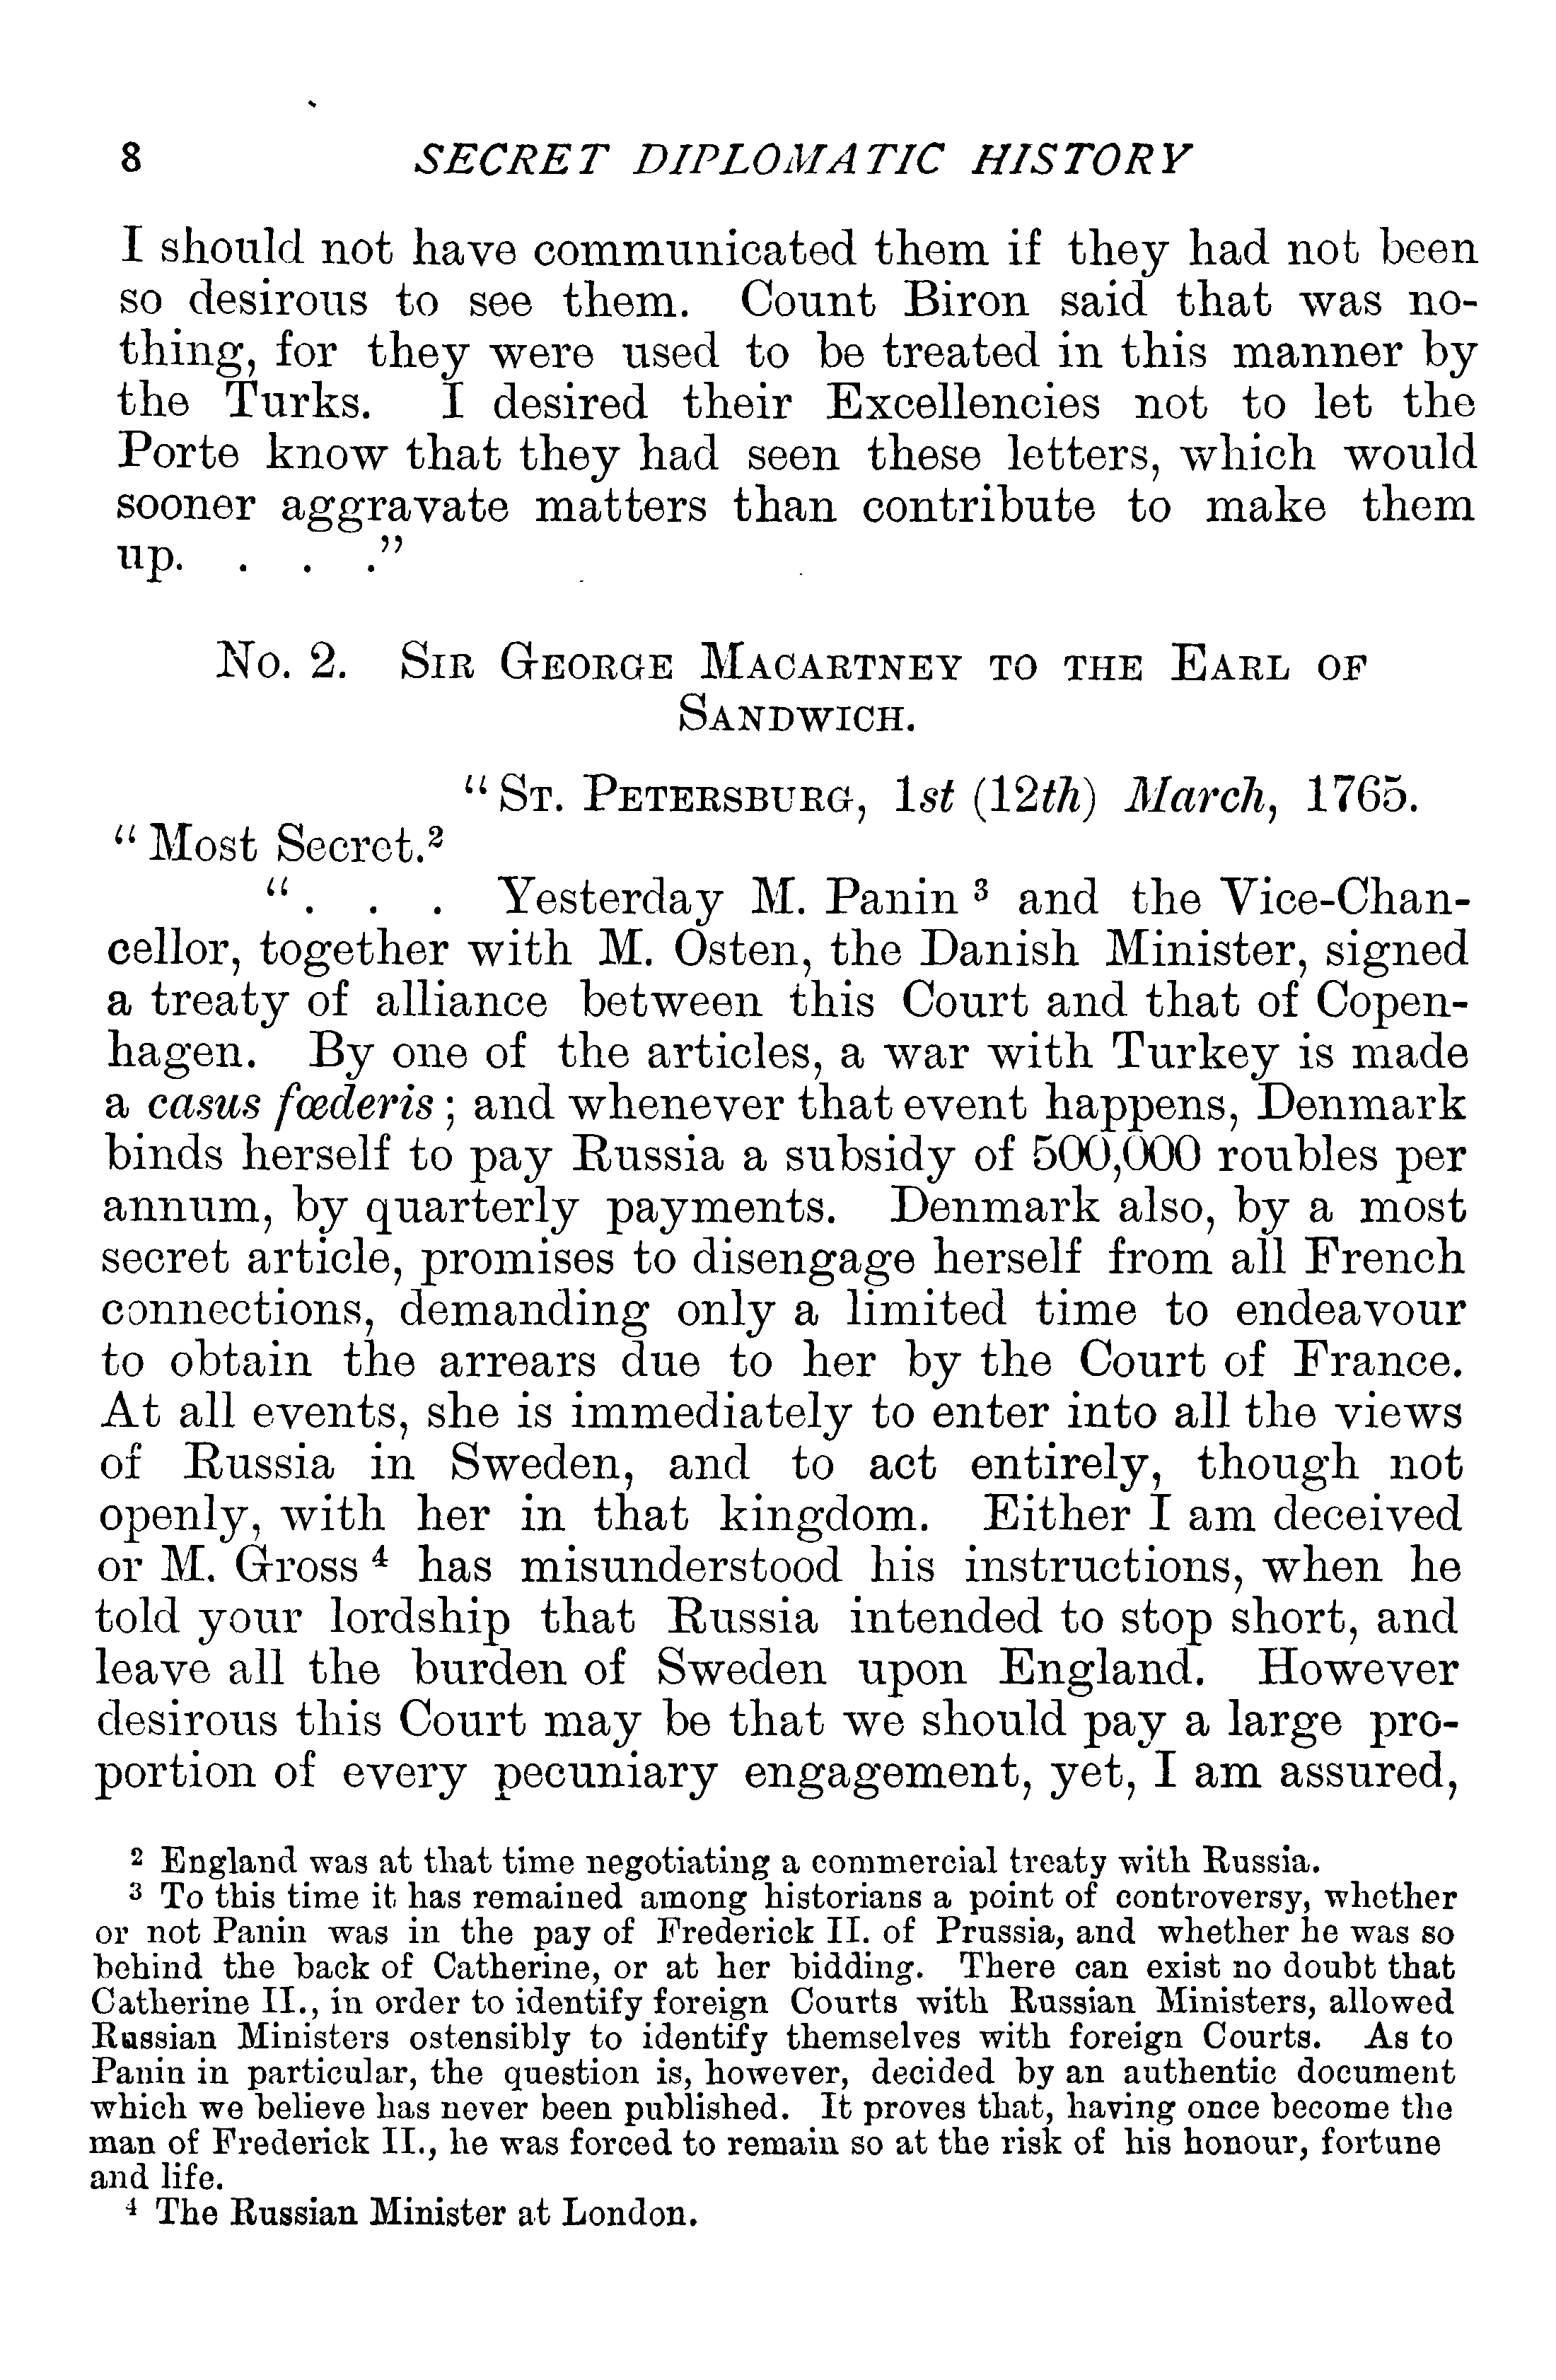 8 SECRET DIPLOMATIC HISTORY
I should not have communicated them if they had not been
so desirous to see them. Count Biron said that was no-
thing, for they were used to be treated in this manner by
the Turks. I desired their Excellencies not to let the
Porte know that they had seen these letters, which would
sooner aggravate matters than contribute to make them
up. . . ."
No. 2. Sir George Macartney to the Earl of
Sandwich.
"St. Petersburg, 1st (12th) March, 1765.
"Most Secret.²
". . . Yesterday M. Panin ³ and the Vice-Chan-
cellor, together with M. Osten, the Danish Minister, signed
a treaty of alliance between this Court and that of Copen-
hagen. By one of the articles, a war with Turkey is made
a casus fœderis; and whenever that event happens, Denmark
binds herself to pay Russia a subsidy of 500,000 roubles per
annum, by quarterly payments. Denmark also, by a most
secret article, promises to disengage herself from all French
connections, demanding only a limited time to endeavour
to obtain the arrears due to her by the Court of France.
At all events, she is immediately to enter into all the views
of Russia in Sweden, and to act entirely, though not
openly, with her in that kingdom. Either I am deceived
or M. Gross ⁴ has misunderstood his instructions, when he
told your lordship that Russia intended to stop short, and
leave all the burden of Sweden upon England. However
desirous this Court may be that we should pay a large pro-
portion of every pecuniary engagement, yet, I am assured,
² England was at that time negotiating a commercial treaty with Russia.
³ To this time it has remained among historians a point of controversy, whether
or not Panin was in the pay of Frederick II. of Prussia, and whether he was so
behind the back of Catherine, or at her bidding. There can exist no doubt that
Catherine II., in order to identify foreign Courts with Russian Ministers, allowed
Russian Ministers ostensibly to identify themselves with foreign Courts. As to
Panin in particular, the question is, however, decided by an authentic document
which we believe has never been published. It proves that, having once become the
man of Frederick II., he was forced to remain so at the risk of his honour, fortune
and life.
⁴ The Russian Minister at London.